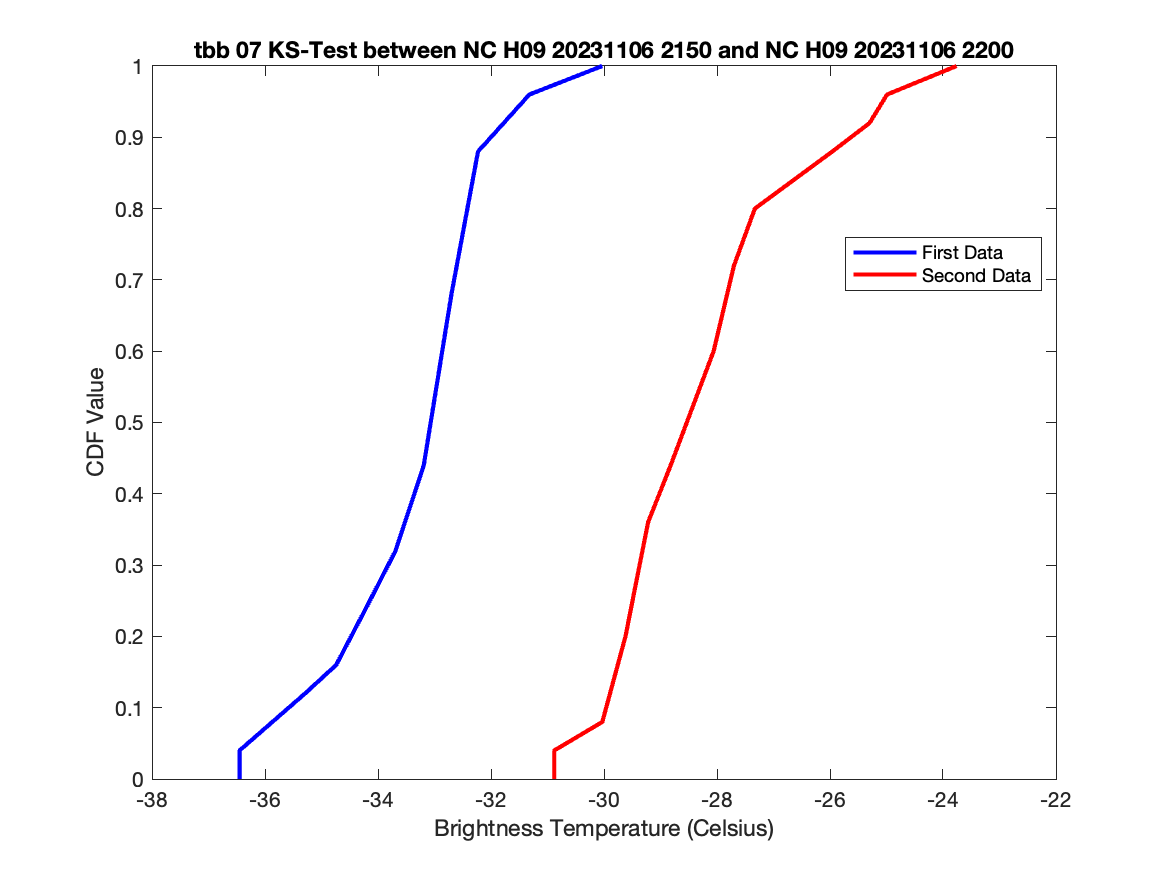 tbb 07 KS-Test between NC H09 20231106 2150 and NC H09 20231106 2200
1
0.9
0.8
0.7
0.6
0.5
0.4
0.3
0.2
0.1
0
CDF Value
First Data
Second Data
-38 -36 -34 -32 -30 -28 -26 -24 -22
Brightness Temperature (Celsius)